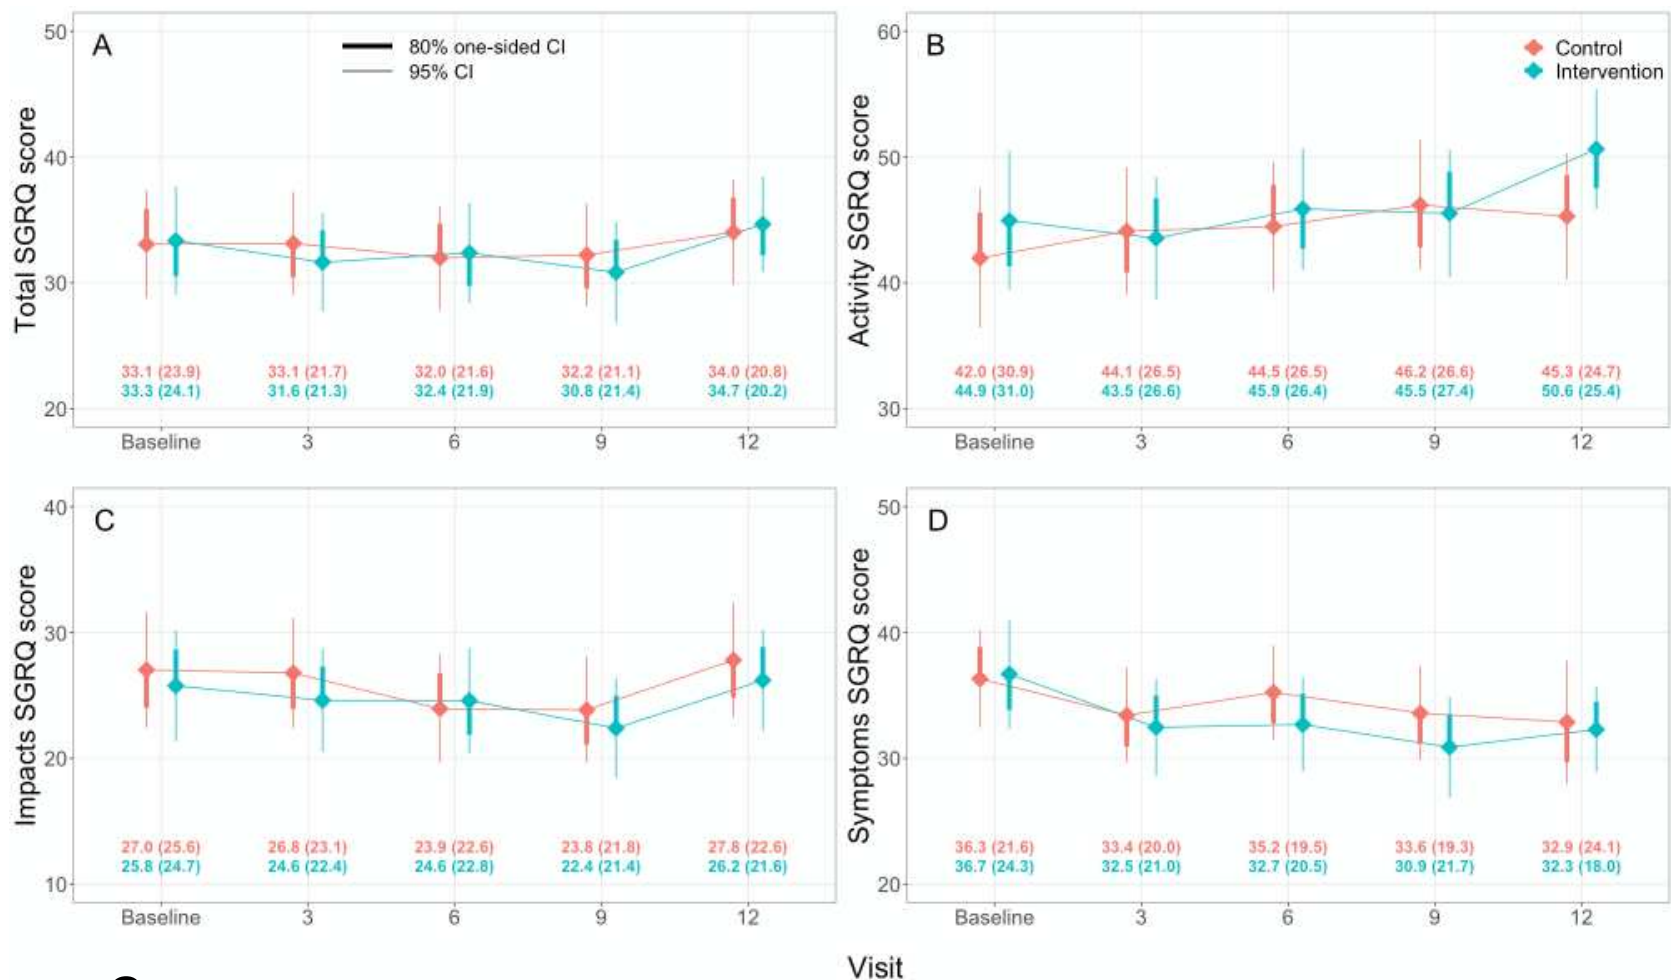 A
80% one-sided CI
95% CI
Total SGRQ score
50
40
30
20
33.1 (23.9) 33.1 (21.7) 32.0 (21.6) 32.2 (21.1) 34.0 (20.8)
33.3 (24.1) 31.6 (21.3) 32.4 (21.9) 30.8 (21.4) 34.7 (20.2)
Baseline 3 6 9 12
B
Control
Intervention
Activity SGRQ score
60
50
40
30
42.0 (30.9) 44.1 (26.5) 44.5 (26.5) 46.2 (26.6) 45.3 (24.7)
44.9 (31.0) 43.5 (26.6) 45.9 (26.4) 45.5 (27.4) 50.6 (25.4)
Baseline 3 6 9 12
C
Impacts SGRQ score
40
30
20
10
27.0 (25.6) 26.8 (23.1) 23.9 (22.6) 23.8 (21.8) 27.8 (22.6)
25.8 (24.7) 24.6 (22.4) 24.6 (22.8) 22.4 (21.4) 26.2 (21.6)
Baseline 3 6 9 12
D
Symptoms SGRQ score
50
40
30
20
36.3 (21.6) 33.4 (20.0) 35.2 (19.5) 33.6 (19.3) 32.9 (24.1)
36.7 (24.3) 32.5 (21.0) 32.7 (20.5) 30.9 (21.7) 32.3 (18.0)
Baseline 3 6 9 12
Visit